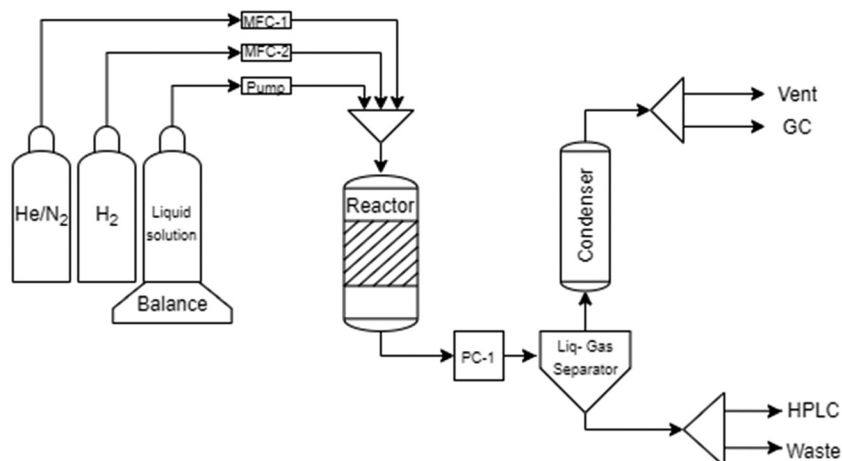 MFC-1
MFC-2
Pump
He/N₂
H₂
Liquid
solution
Balance
Reactor
PC-1
Liq- Gas
Separator
Condenser
Vent
GC
HPLC
Waste